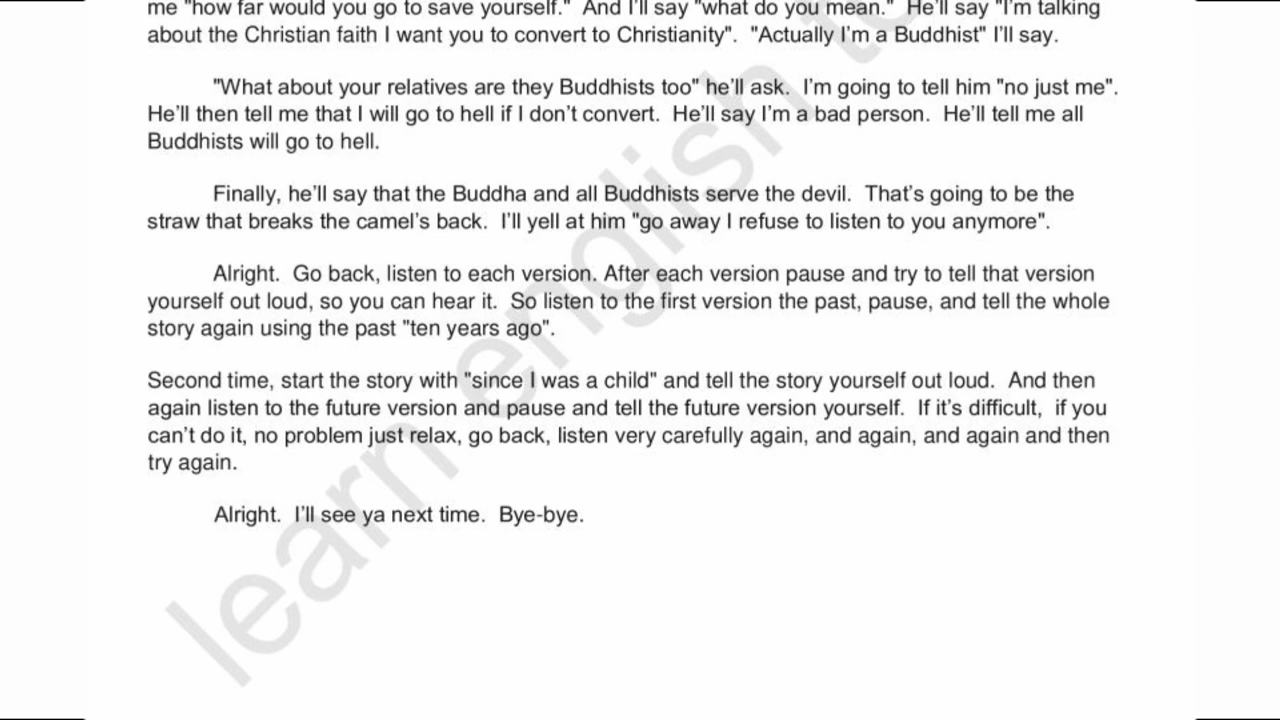 me "how far would you go to save yourself."  And I'll say "what do you mean."  He'll say "I'm talking
about the Christian faith I want you to convert to Christianity".  "Actually I'm a Buddhist" I'll say.
"What about your relatives are they Buddhists too" he'll ask.  I'm going to tell him "no just me".
He'll then tell me that I will go to hell if I don't convert.  He'll say I'm a bad person.  He'll tell me all
Buddhists will go to hell.
Finally, he'll say that the Buddha and all Buddhists serve the devil.  That's going to be the
straw that breaks the camel's back.  I'll yell at him "go away I refuse to listen to you anymore".
Alright.  Go back, listen to each version. After each version pause and try to tell that version
yourself out loud, so you can hear it.  So listen to the first version the past, pause, and tell the whole
story again using the past "ten years ago".
Second time, start the story with "since I was a child" and tell the story yourself out loud.  And then
again listen to the future version and pause and tell the future version yourself.  If it's difficult,  if you
can't do it, no problem just relax, go back, listen very carefully again, and again, and again and then
try again.
Alright.  I'll see ya next time.  Bye-bye.
learn english